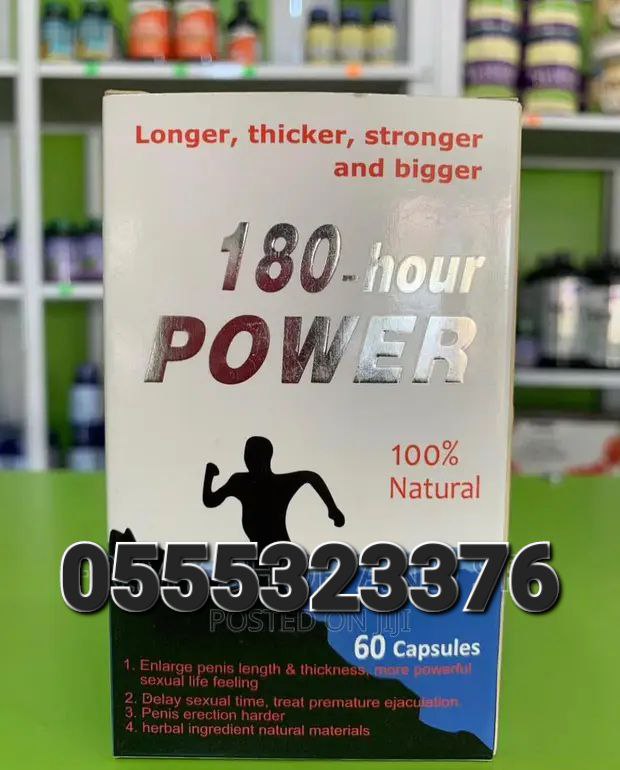 Longer, thicker, stronger
and bigger
180-hour
POWER
100%
Natural
0555323376
POSTED ON JIJI
60 Capsules
1. Enlarge penis length & thickness, more powerful
sexual life feeling
2. Delay sexual time, treat premature ejaculation
3. Penis erection harder
4. herbal ingredient natural materials